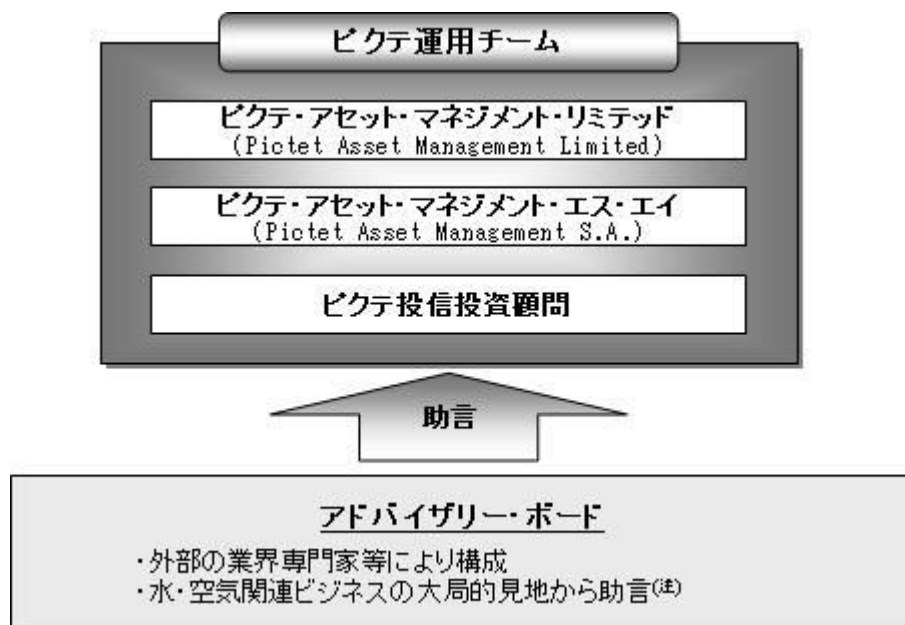 ピクテ運用チーム
ピクテ・アセット・マネジメント・リミテッド
(Pictet Asset Management Limited)
ピクテ・アセット・マネジメント・エス・エイ
(Pictet Asset Management S.A.)
ピクテ投信投資顧問
助言
アドバイザリー・ボード
・外部の業界専門家等により構成
・水・空気関連ビジネスの大局的見地から助言(注)